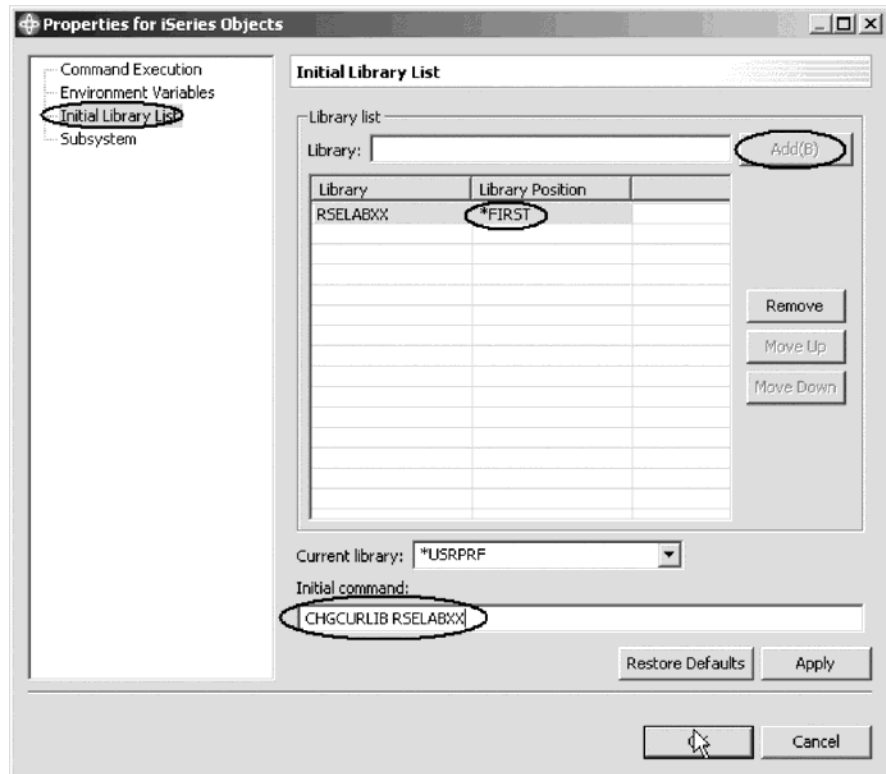 Properties for iSeries Objects
Command Execution
Environment Variables
Initial Library List
Subsystem
Initial Library List
Library list
Library:
Add(B)
Library
Library Position
RSELABXX
*FIRST
Remove
Move Up
Move Down
Current library:
*USRPRF
Initial command:
CHGCURLIB RSELABXX
Restore Defaults
Apply
Cancel